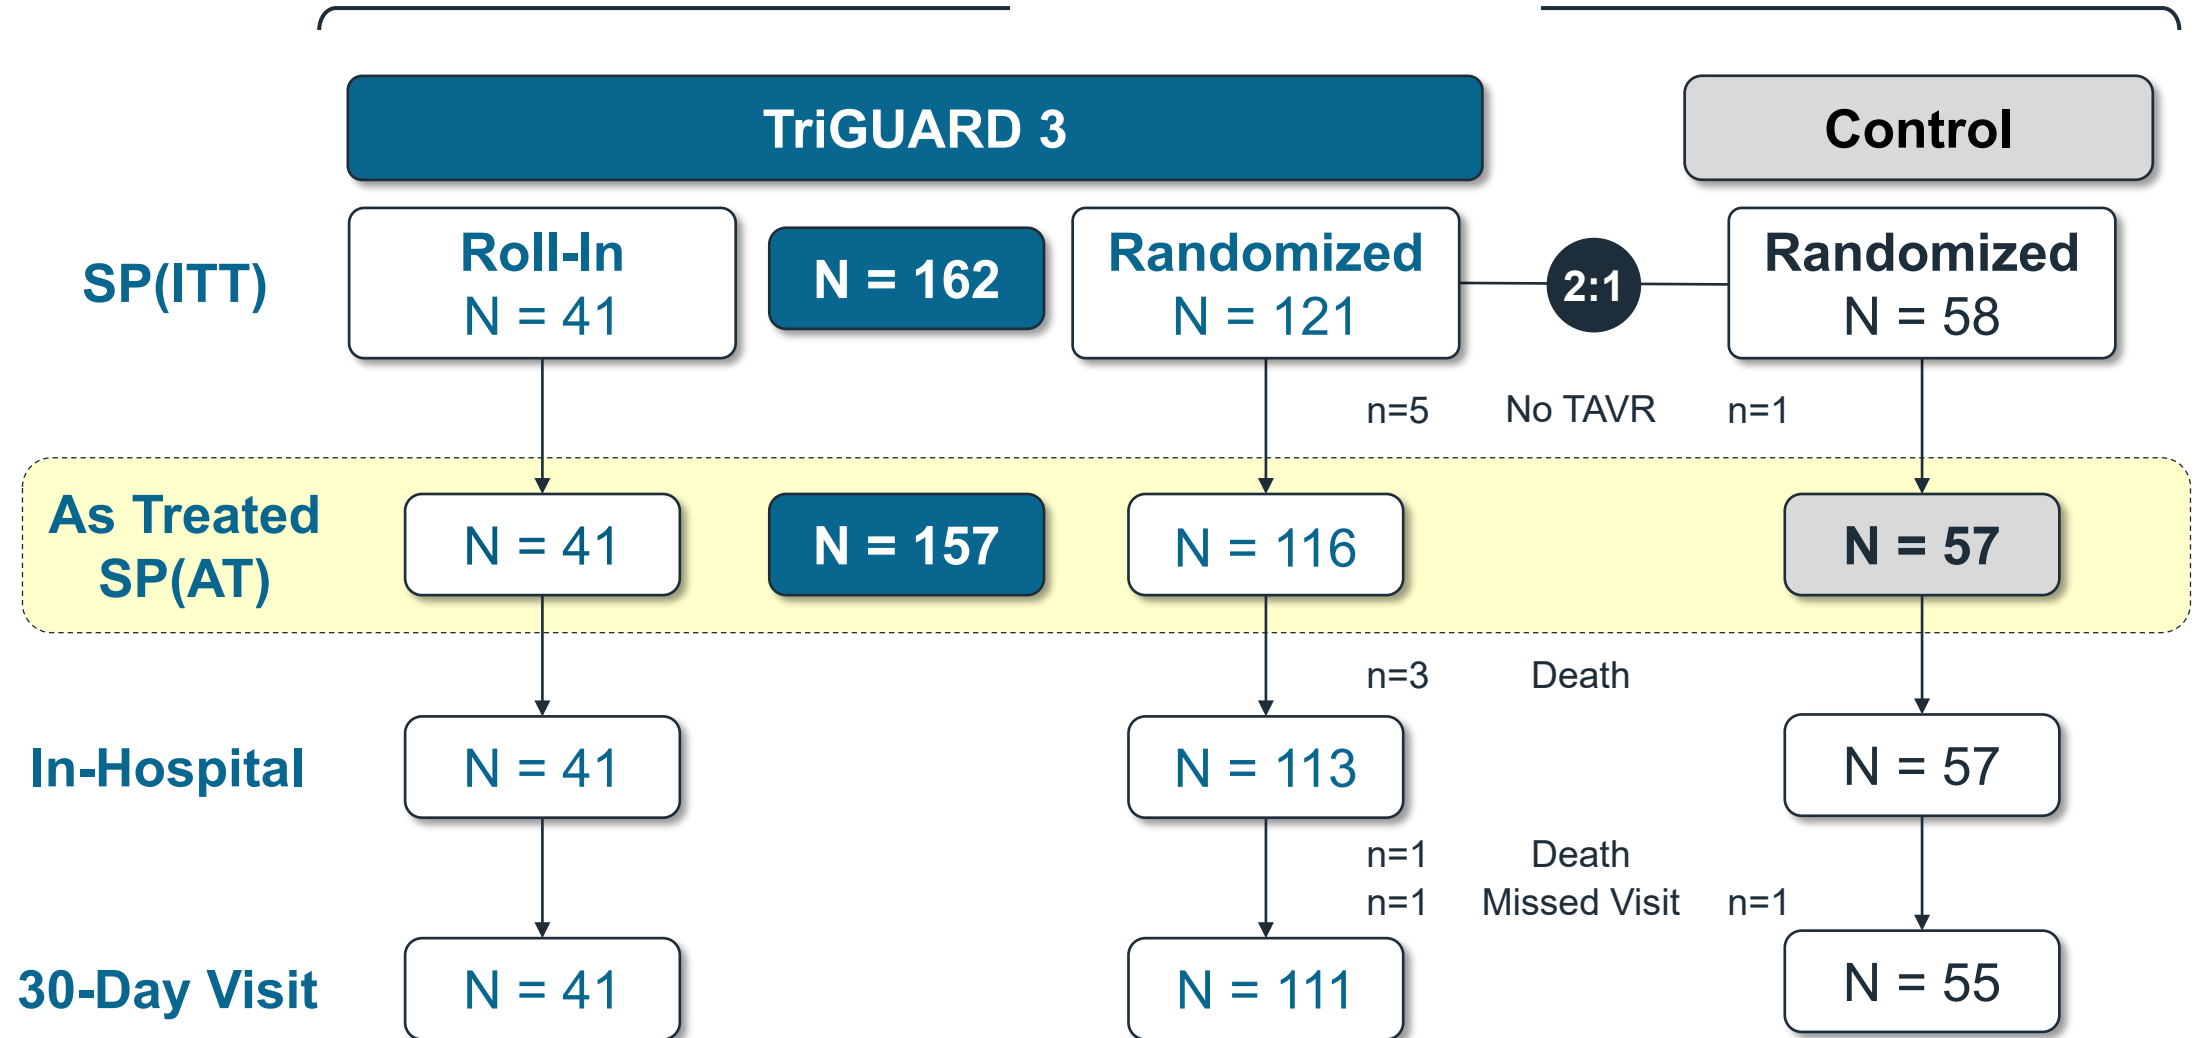 TriGUARD 3
Control
SP(ITT)
Roll-In
N = 41
N = 162
Randomized
N = 121
2:1
Randomized
N = 58
n=5 No TAVR n=1
As Treated
SP(AT)
N = 41
N = 157
N = 116
N = 57
n=3 Death
In-Hospital
N = 41
N = 113
N = 57
n=1 Death
n=1 Missed Visit n=1
30-Day Visit
N = 41
N = 111
N = 55